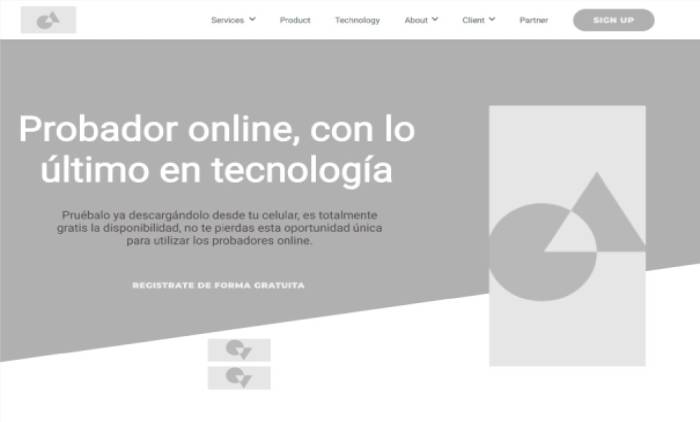 Services Product Technology About Client Partner SIGN UP
Probador online, con lo
último en tecnología
Pruébalo ya descargándolo desde tu celular, es totalmente
gratis la disponibilidad, no te pierdas esta oportunidad única
para utilizar los probadores online.
REGISTRATE DE FORMA GRATUITA